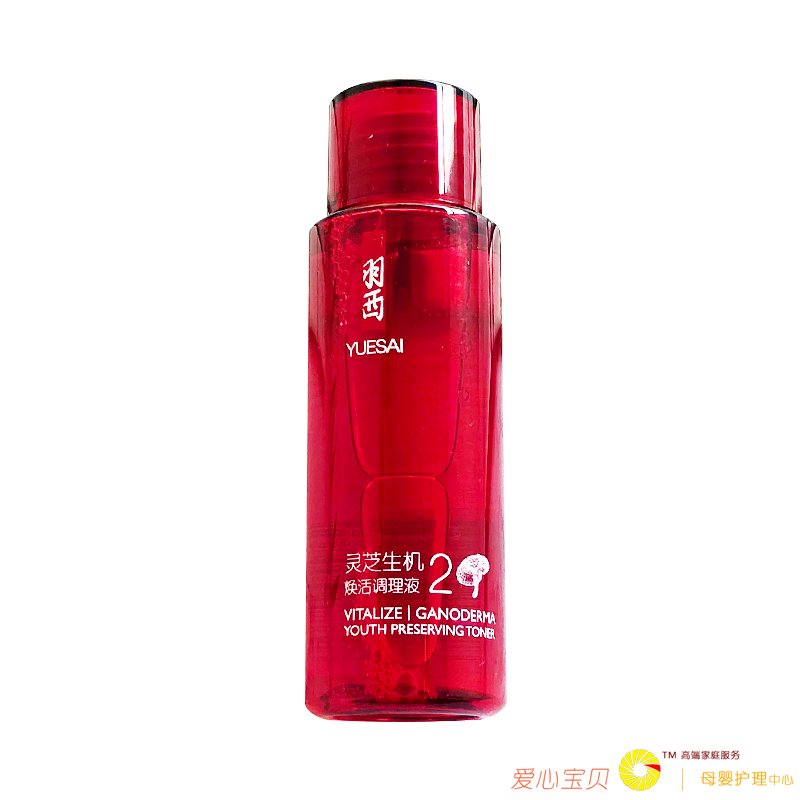 羽西
YUESAI
灵芝生机
焕活调理液 2
VITALIZE | GANODERMA
YOUTH PRESERVING TONER
爱心宝贝 TM 高端家庭服务
母婴护理中心